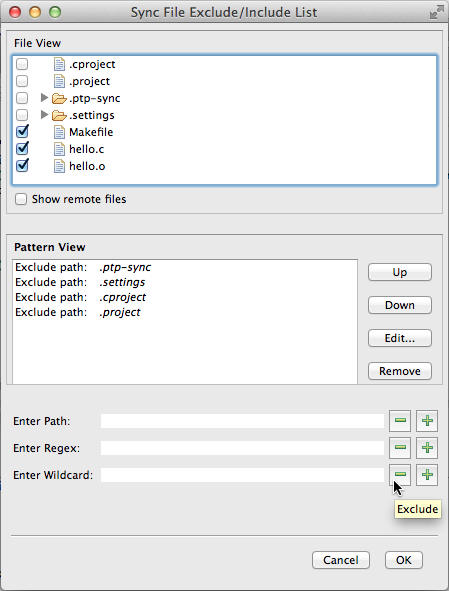 Sync File Exclude/Include List
File View
.cproject
.project
.ptp-sync
.settings
Makefile
hello.c
hello.o
Show remote files
Pattern View
Exclude path: .ptp-sync
Exclude path: .settings
Exclude path: .cproject
Exclude path: .project
Up
Down
Edit...
Remove
Enter Path:
Enter Regex:
Enter Wildcard:
Exclude
Cancel
OK